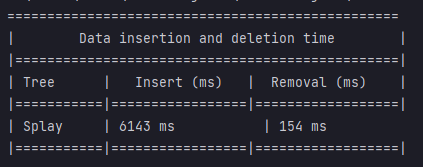 Data insertion and deletion time
| Tree | Insert (ms) | Removal (ms) |
| Splay | 6143 ms | 154 ms